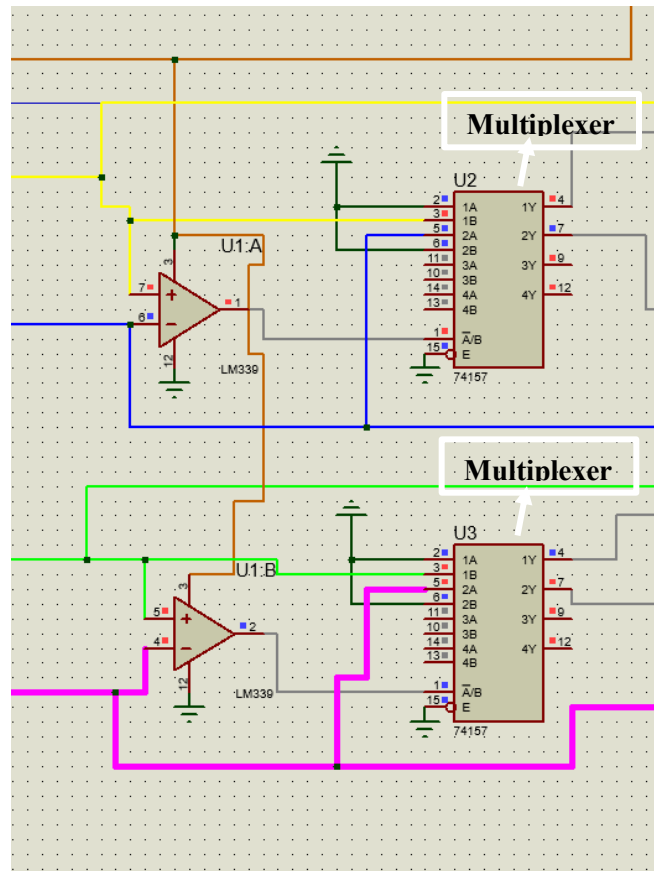 Multiplexer
U2
2 1A 1Y 4
3 1B
5 2A 2Y 7
6 2B
11 3A 3Y 9
10 3B
14 4A 4Y 12
13 4B
1 A/B
15 E
74157
U1:A
3
7 +
1
6 −
12
LM339
Multiplexer
U3
2 1A 1Y 4
3 1B
5 2A 2Y 7
6 2B
11 3A 3Y 9
10 3B
14 4A 4Y 12
13 4B
1 A/B
15 E
74157
U1:B
3
5 +
2
4 −
12
LM339